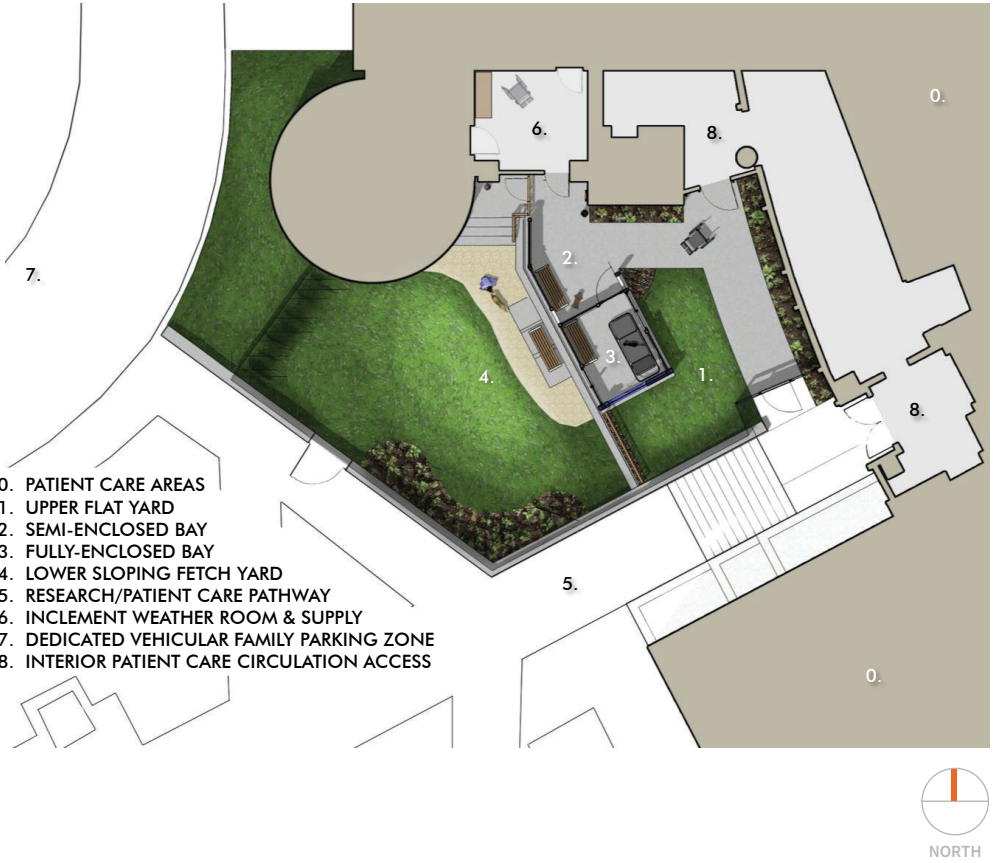 0.
6.
8.
2.
7.
3.
1.
4.
8.
0. PATIENT CARE AREAS
1. UPPER FLAT YARD
2. SEMI-ENCLOSED BAY
3. FULLY-ENCLOSED BAY
4. LOWER SLOPING FETCH YARD
5. RESEARCH/PATIENT CARE PATHWAY
6. INCLEMENT WEATHER ROOM & SUPPLY
7. DEDICATED VEHICULAR FAMILY PARKING ZONE
8. INTERIOR PATIENT CARE CIRCULATION ACCESS
5.
0.
NORTH